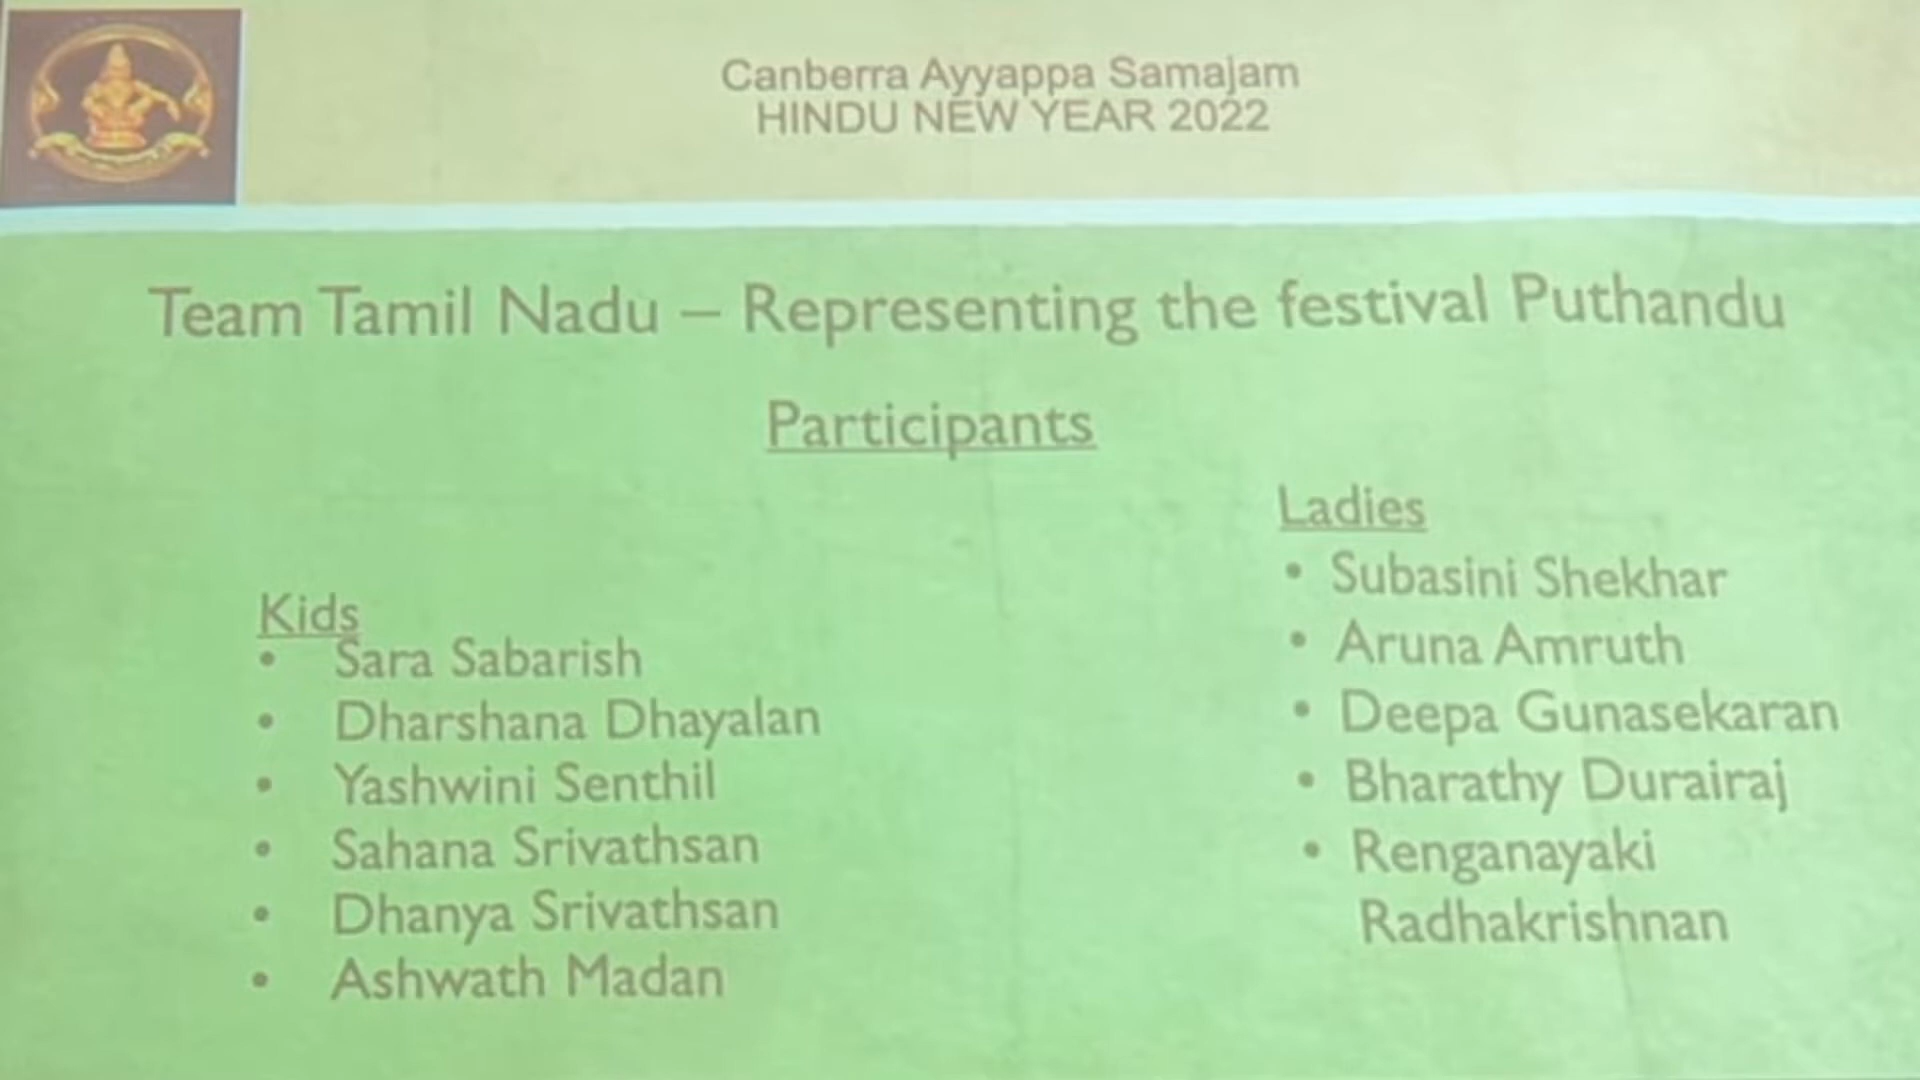 Canberra Ayyappa Samajam
HINDU NEW YEAR 2022
Team Tamil Nadu – Representing the festival Puthandu
Participants
Kids
• Sara Sabarish
• Dharshana Dhayalan
• Yashwini Senthil
• Sahana Srivathsan
• Dhanya Srivathsan
• Ashwath Madan
Ladies
• Subasini Shekhar
• Aruna Amruth
• Deepa Gunasekaran
• Bharathy Durairaj
• Renganayaki
Radhakrishnan